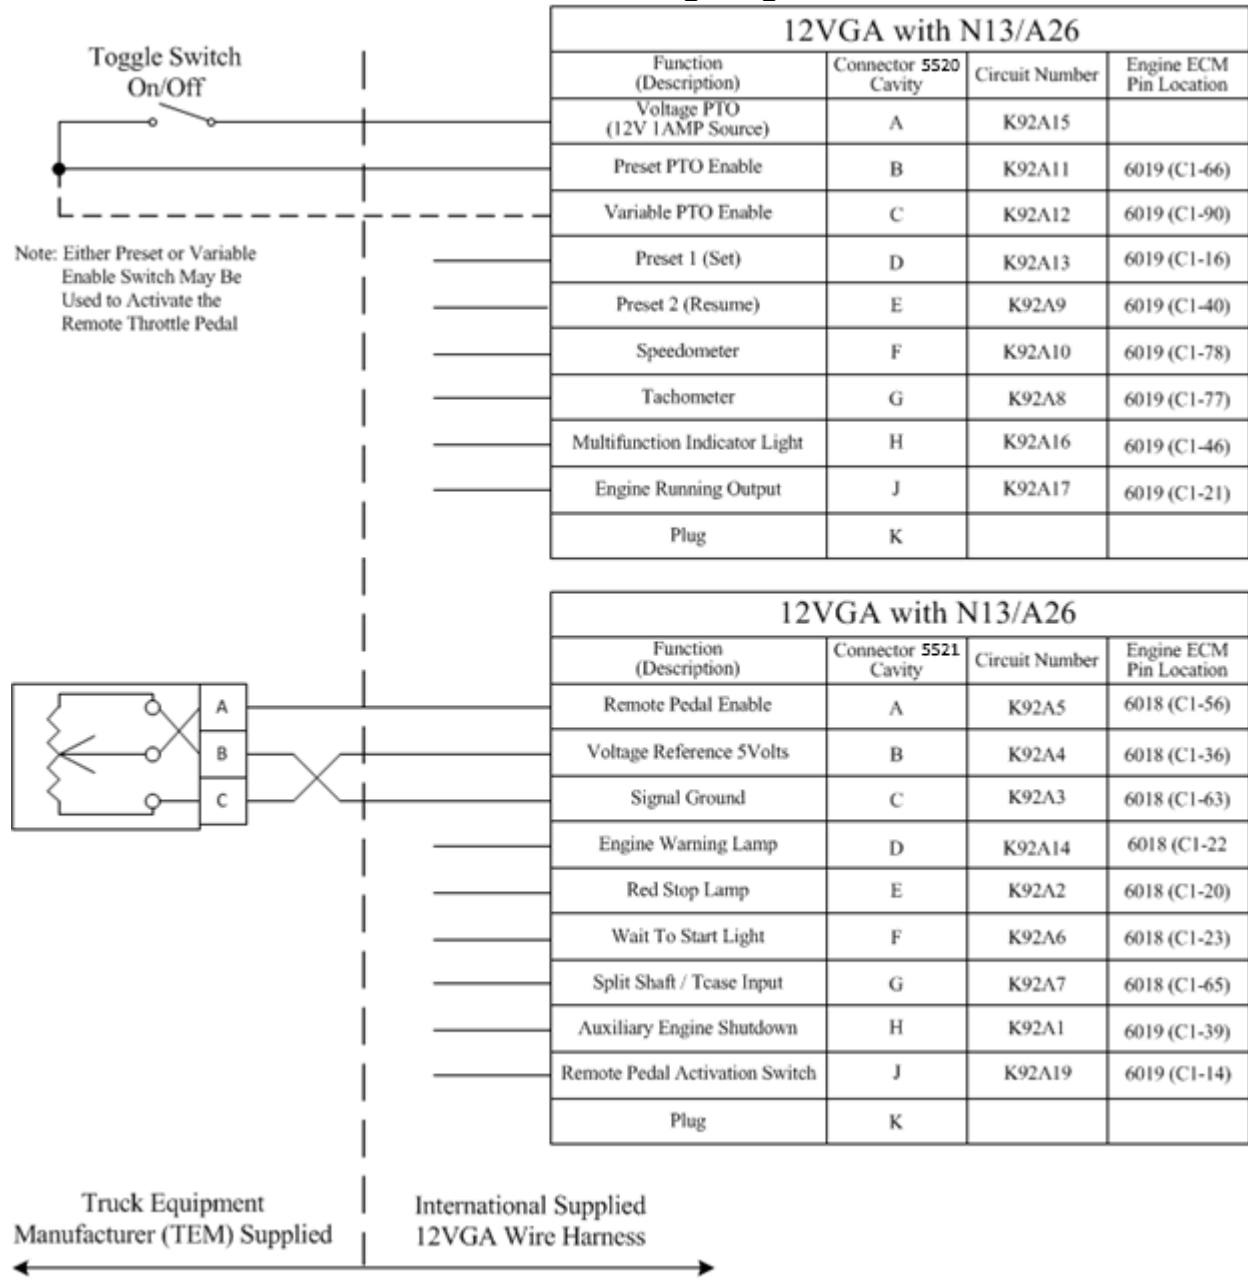 12VGA with N13/A26
Toggle Switch
On/Off
Function
(Description)
Connector 5520
Cavity
Circuit Number
Engine ECM
Pin Location
Voltage PTO
(12V 1AMP Source)
A
K92A15
Preset PTO Enable
B
K92A11
6019 (C1-66)
Variable PTO Enable
C
K92A12
6019 (C1-90)
Note: Either Preset or Variable
Enable Switch May Be
Used to Activate the
Remote Throttle Pedal
Preset 1 (Set)
D
K92A13
6019 (C1-16)
Preset 2 (Resume)
E
K92A9
6019 (C1-40)
Speedometer
F
K92A10
6019 (C1-78)
Tachometer
G
K92A8
6019 (C1-77)
Multifunction Indicator Light
H
K92A16
6019 (C1-46)
Engine Running Output
J
K92A17
6019 (C1-21)
Plug
K
12VGA with N13/A26
Function
(Description)
Connector 5521
Cavity
Circuit Number
Engine ECM
Pin Location
A
B
C
Remote Pedal Enable
A
K92A5
6018 (C1-56)
Voltage Reference 5Volts
B
K92A4
6018 (C1-36)
Signal Ground
C
K92A3
6018 (C1-63)
Engine Warning Lamp
D
K92A14
6018 (C1-22
Red Stop Lamp
E
K92A2
6018 (C1-20)
Wait To Start Light
F
K92A6
6018 (C1-23)
Split Shaft / Tcase Input
G
K92A7
6018 (C1-65)
Auxiliary Engine Shutdown
H
K92A1
6019 (C1-39)
Remote Pedal Activation Switch
J
K92A19
6019 (C1-14)
Plug
K
Truck Equipment
Manufacturer (TEM) Supplied
International Supplied
12VGA Wire Harness